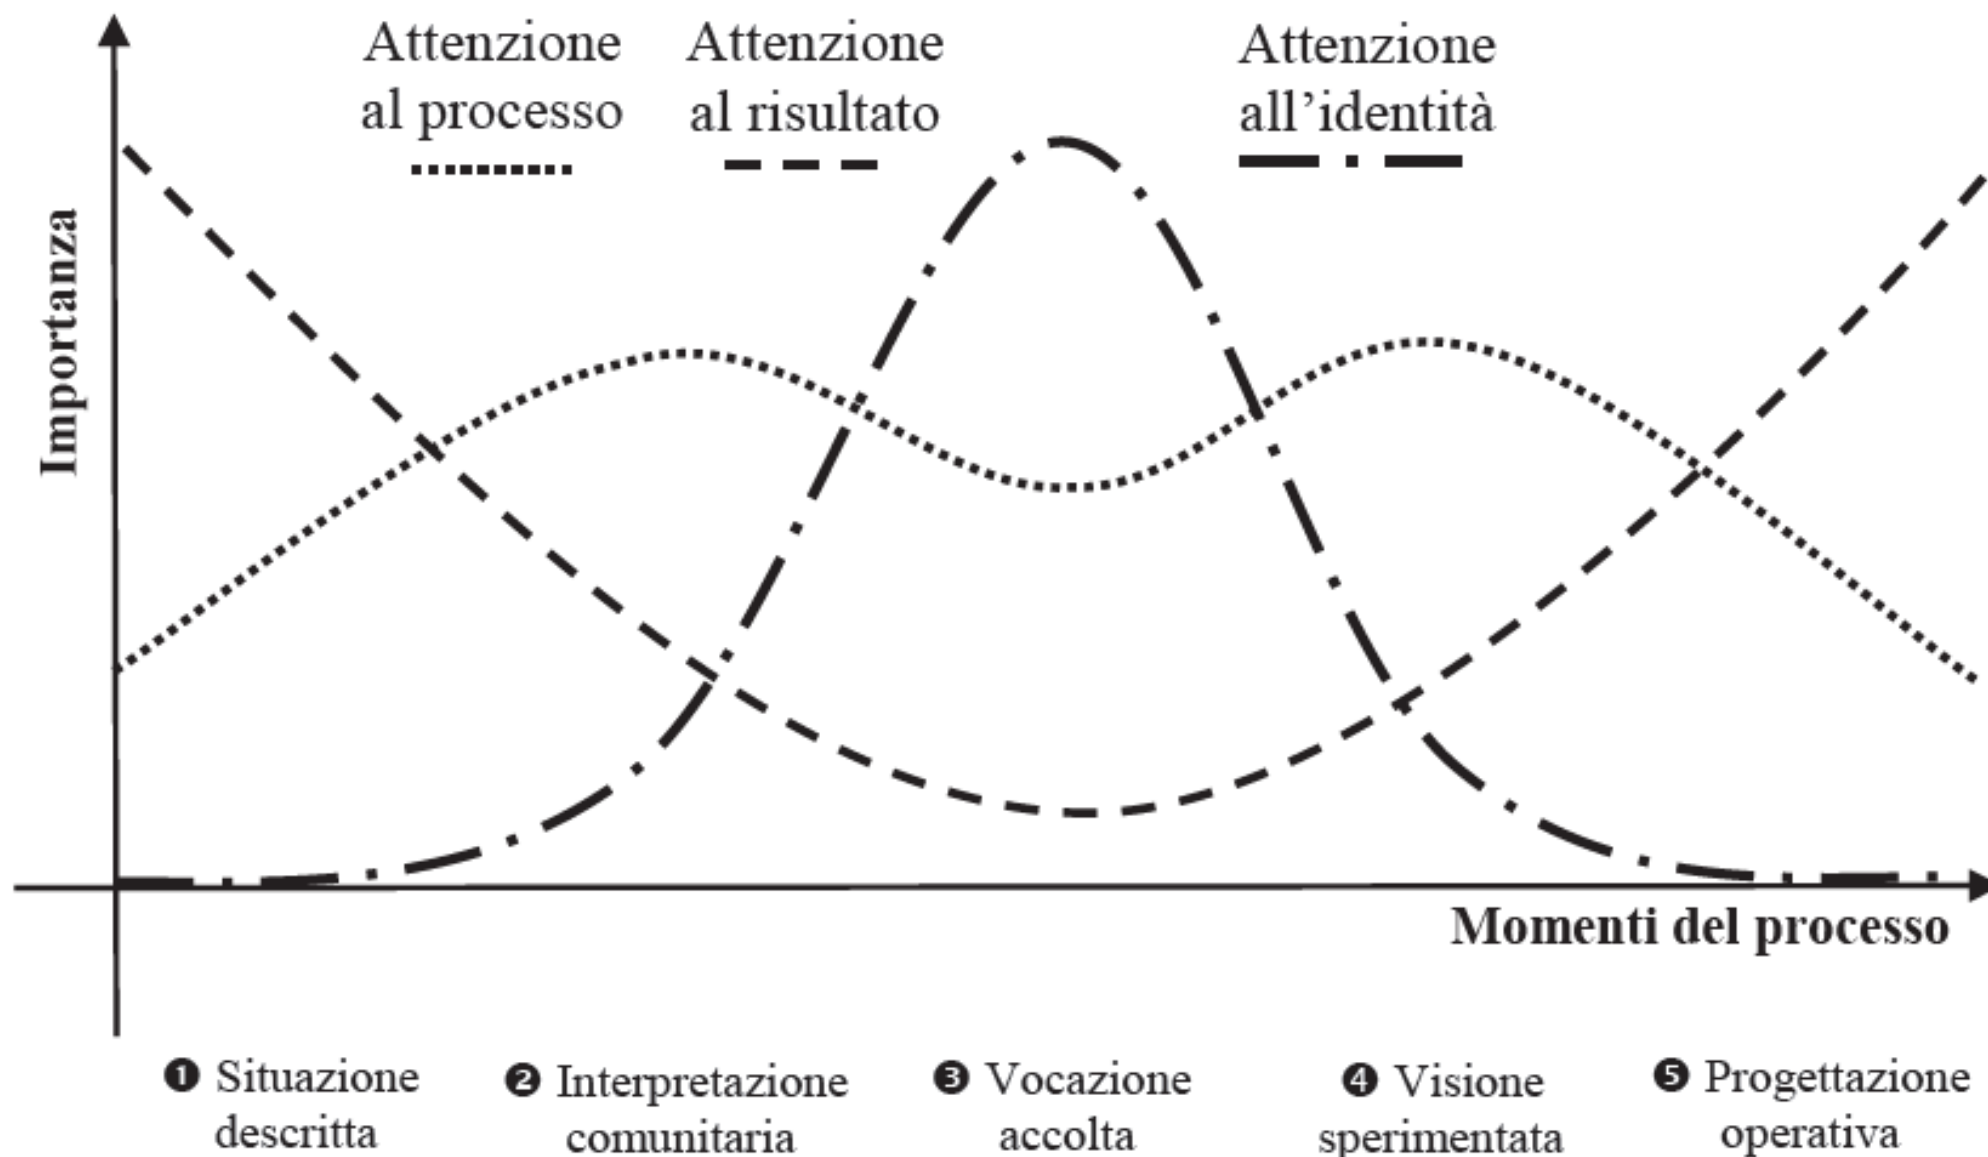 Attenzione
al processo
Attenzione
al risultato
Attenzione
all'identità
Importanza
Momenti del processo
❶ Situazione
descritta
❷ Interpretazione
comunitaria
❸ Vocazione
accolta
❹ Visione
sperimentata
❺ Progettazione
operativa